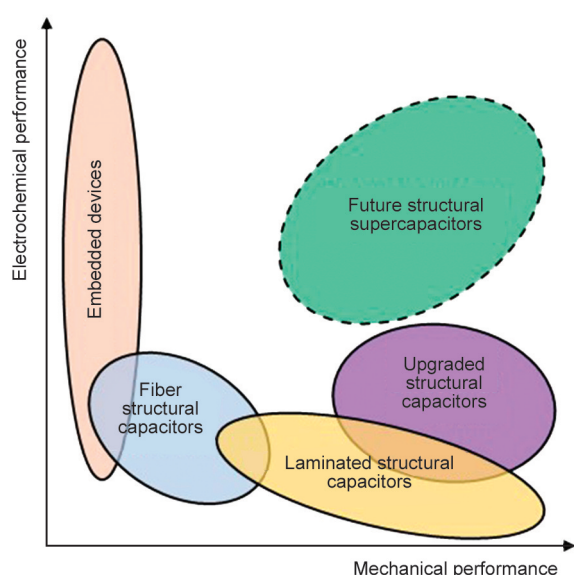 Electrochemical performance
Embedded devices
Future structural
supercapacitors
Upgraded
structural
capacitors
Fiber
structural
capacitors
Laminated structural
capacitors
Mechanical performance